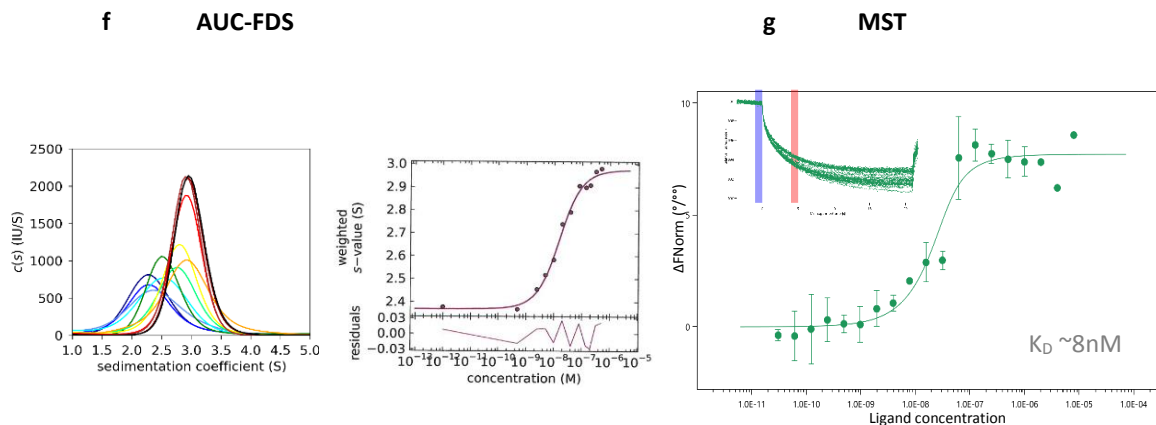 f AUC-FDS
2500
2000
1500
1000
500
0
c(s) (IU/S)
1.0 1.5 2.0 2.5 3.0 3.5 4.0 4.5 5.0
sedimentation coefficient (S)
3.0
2.9
2.8
2.7
2.6
2.5
2.4
weighted
s-value (S)
0.03
0.00
−0.03
residuals
10⁻¹³ 10⁻¹² 10⁻¹¹ 10⁻¹⁰ 10⁻⁹ 10⁻⁸ 10⁻⁷ 10⁻⁶ 10⁻⁵
concentration (M)
g MST
10
5
0
ΔFNorm (°/°°)
K_D ~8nM
1.0E-11 1.0E-10 1.0E-09 1.0E-08 1.0E-07 1.0E-06 1.0E-05 1.0E-04
Ligand concentration